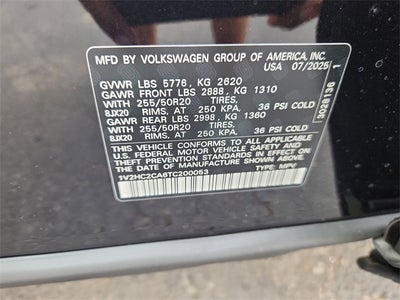 MFD BY VOLKSWAGEN GROUP OF AMERICA, INC.
USA 07/2025
GVWR LBS 5776, KG 2620
GAWR FRONT LBS 2888, KG 1310
WITH 255/50R20 TIRES,
8JX20 RIMS, AT 250 KPA. 36 PSI COLD
GAWR REAR LBS 2998, KG 1360
WITH 255/50R20 TIRES,
8JX20 RIMS, AT 250 KPA. 36 PSI COLD
THIS VEHICLE CONFORMS TO ALL APPLICABLE
FEDERAL MOTOR VEHICLE SAFETY, BUMPER, AND
THEFT PREVENTION STANDARDS IN EFFECT ON
THE DATE OF MANUFACTURE SHOWN ABOVE.
1V2HC2CA6TC200053 TYPE: MPV
3028136 1